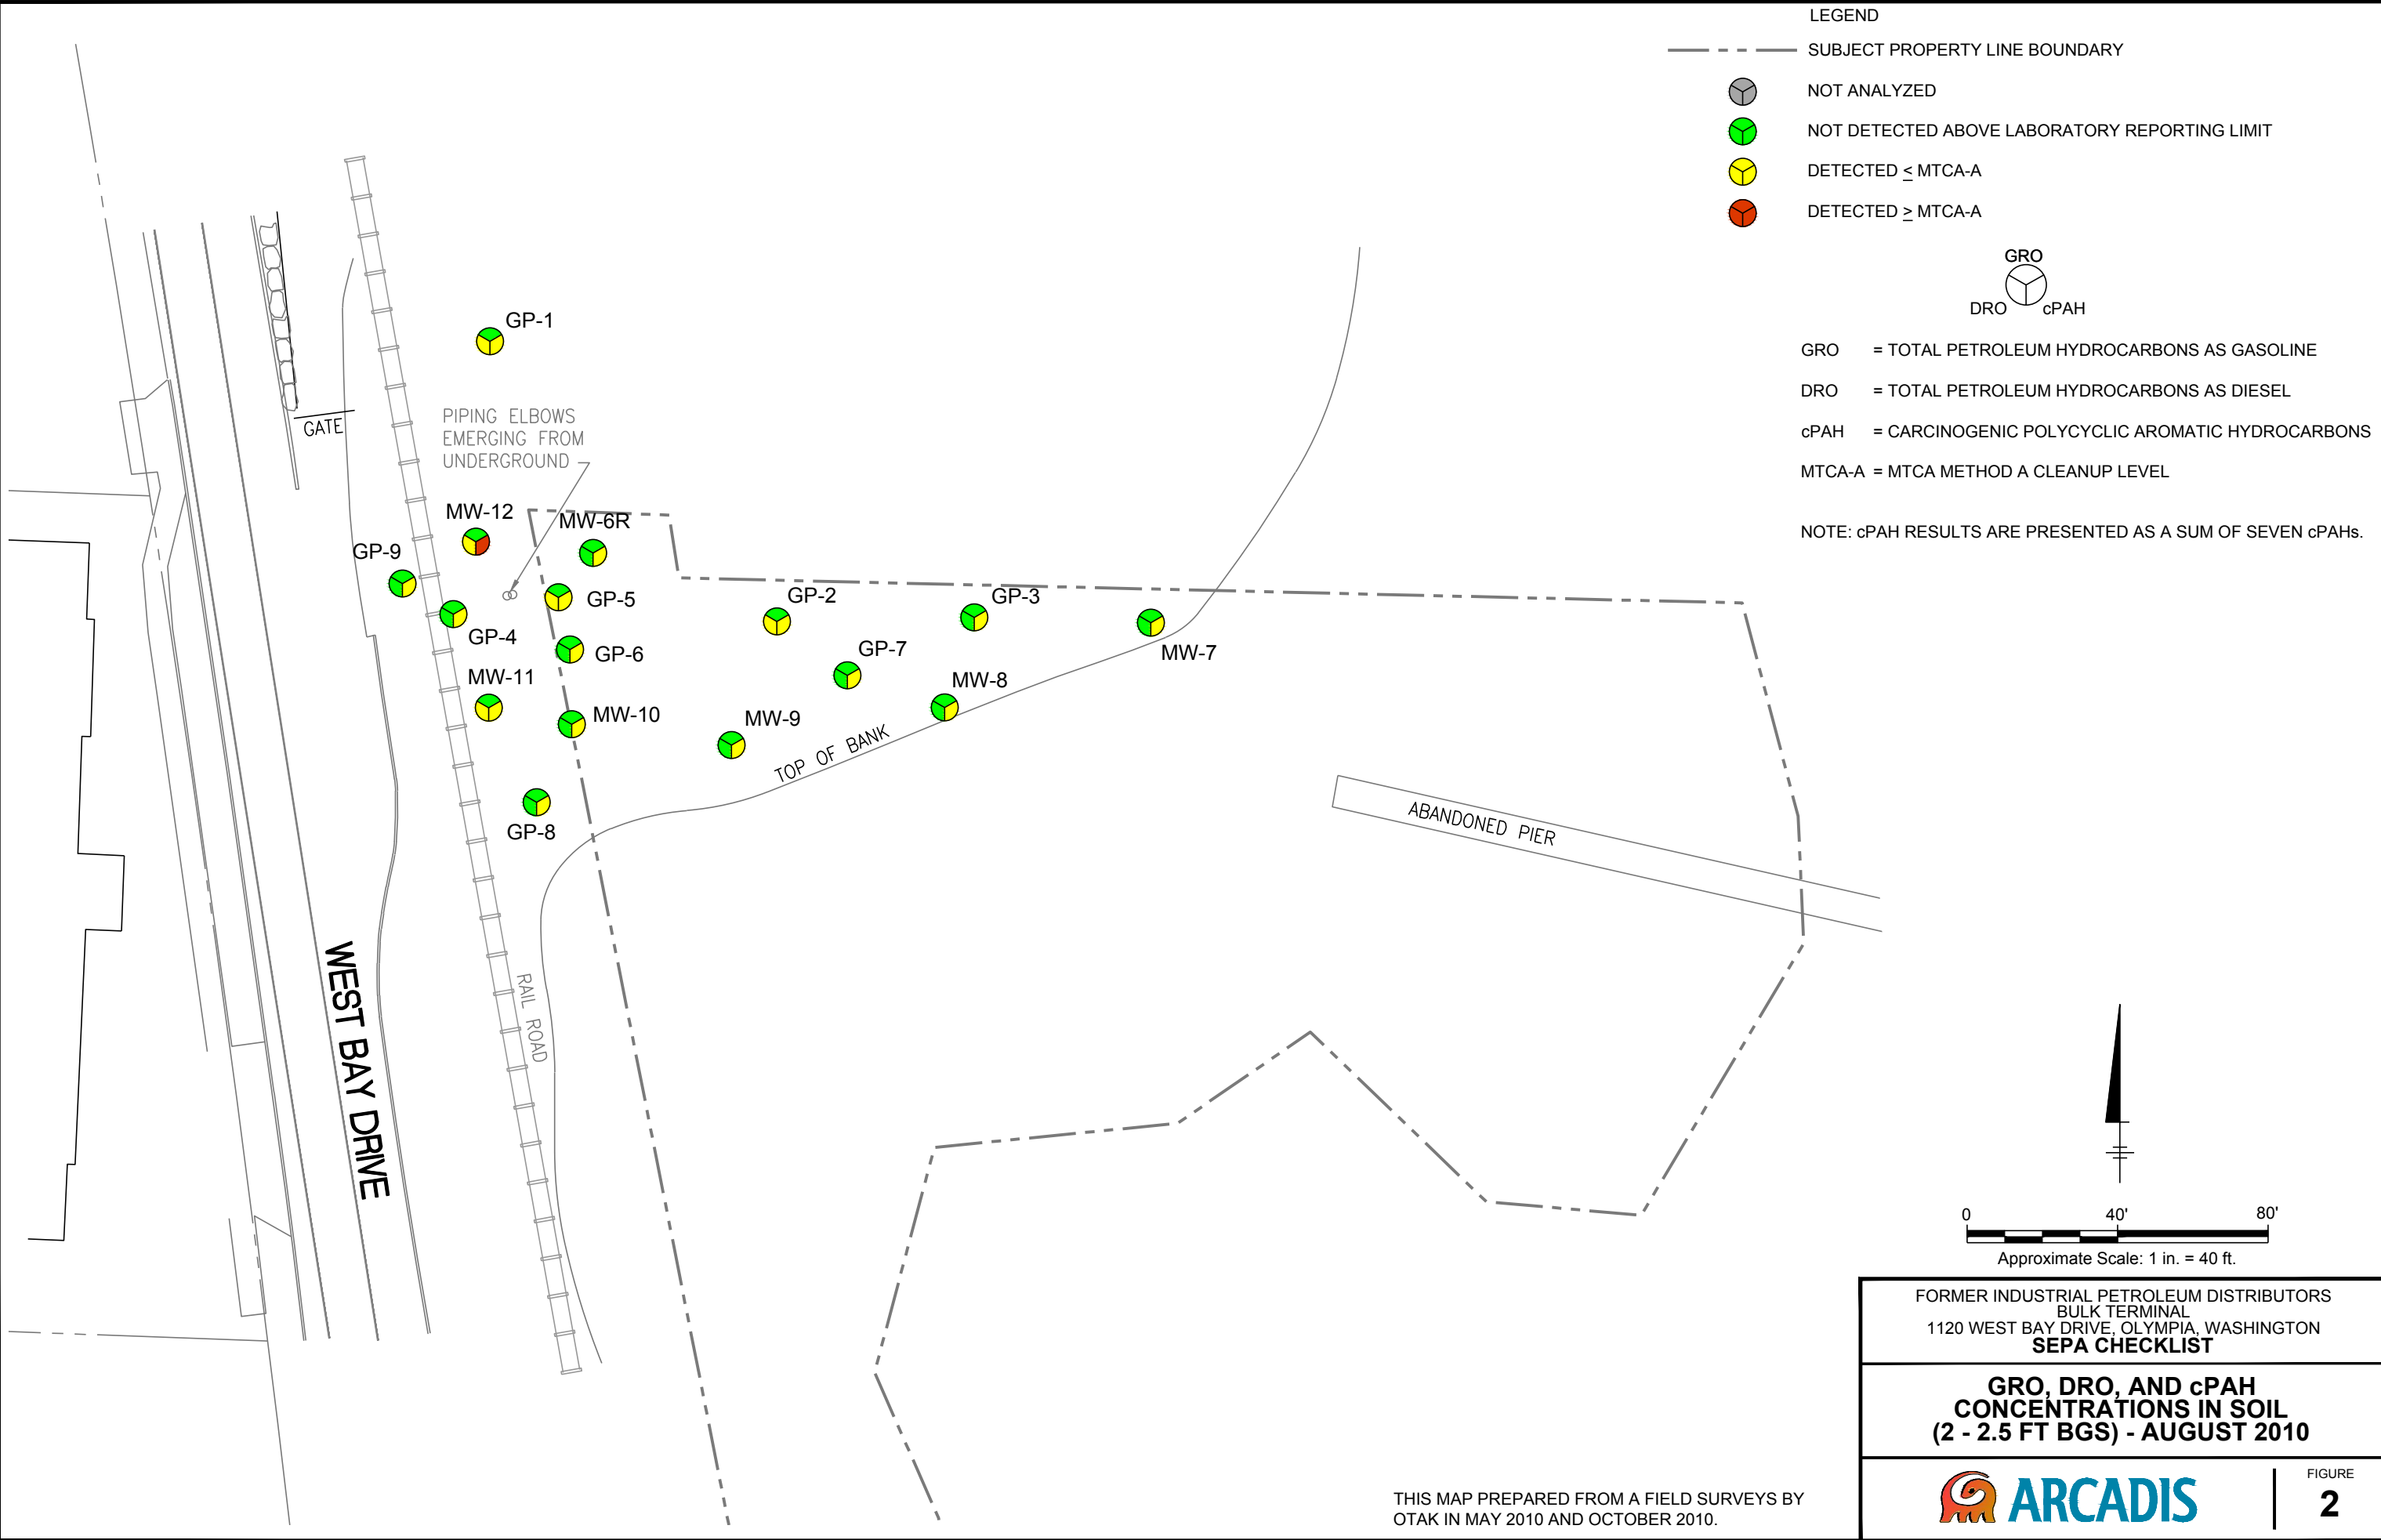 LEGEND
SUBJECT PROPERTY LINE BOUNDARY
NOT ANALYZED
NOT DETECTED ABOVE LABORATORY REPORTING LIMIT
DETECTED < MTCA-A
DETECTED > MTCA-A
GRO
DRO cPAH
GRO = TOTAL PETROLEUM HYDROCARBONS AS GASOLINE
DRO = TOTAL PETROLEUM HYDROCARBONS AS DIESEL
cPAH = CARCINOGENIC POLYCYCLIC AROMATIC HYDROCARBONS
MTCA-A = MTCA METHOD A CLEANUP LEVEL
NOTE: cPAH RESULTS ARE PRESENTED AS A SUM OF SEVEN cPAHs.
GP-1
GATE
PIPING ELBOWS
EMERGING FROM
UNDERGROUND
MW-12
MW-6R
GP-9
GP-5
GP-2
GP-3
GP-4
GP-6
GP-7
MW-7
MW-11
MW-8
MW-10
MW-9
TOP OF BANK
GP-8
ABANDONED PIER
WEST BAY DRIVE
RAIL ROAD
0 40' 80'
Approximate Scale: 1 in. = 40 ft.
FORMER INDUSTRIAL PETROLEUM DISTRIBUTORS
BULK TERMINAL
1120 WEST BAY DRIVE, OLYMPIA, WASHINGTON
SEPA CHECKLIST
GRO, DRO, AND cPAH
CONCENTRATIONS IN SOIL
(2 - 2.5 FT BGS) - AUGUST 2010
THIS MAP PREPARED FROM A FIELD SURVEYS BY
OTAK IN MAY 2010 AND OCTOBER 2010.
ARCADIS
FIGURE
2